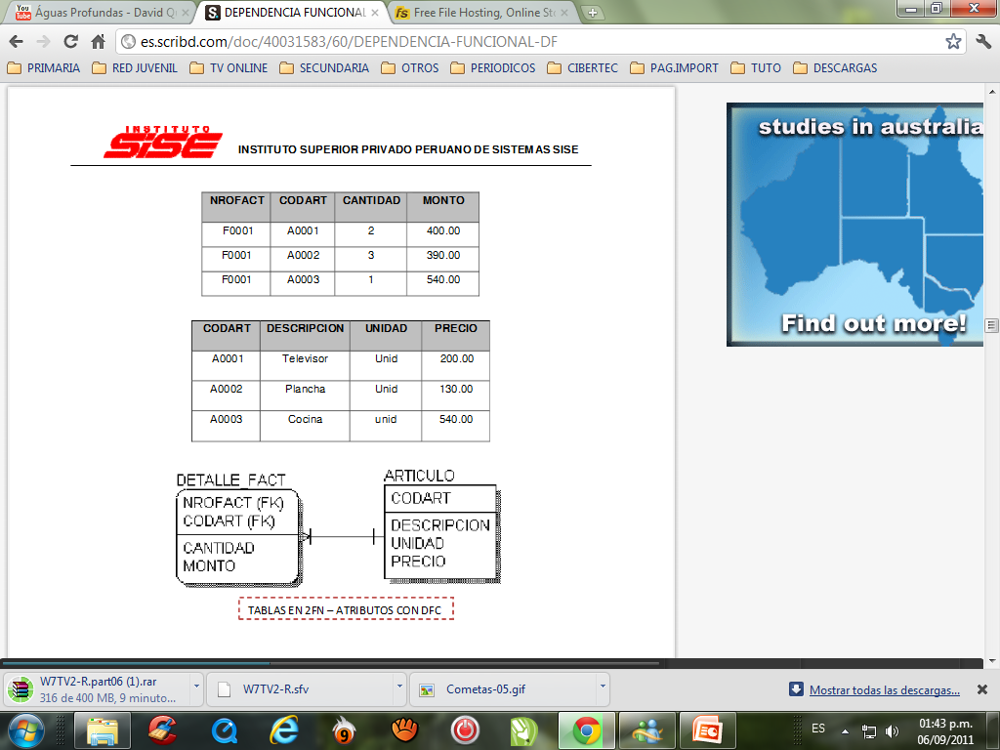 Águas Profundas - David Qu
DEPENDENCIA FUNCIONAL
Free File Hosting, Online Sto
es.scribd.com/doc/40031583/60/DEPENDENCIA-FUNCIONAL-DF
PRIMARIA RED JUVENIL TV ONLINE SECUNDARIA OTROS PERIODICOS CIBERTEC PAG.IMPORT TUTO DESCARGAS
INSTITUTO
SISE
INSTITUTO SUPERIOR PRIVADO PERUANO DE SISTEMAS SISE
studies in australia
Find out more!
NROFACT CODART CANTIDAD MONTO
F0001 A0001 2 400.00
F0001 A0002 3 390.00
F0001 A0003 1 540.00
CODART DESCRIPCION UNIDAD PRECIO
A0001 Televisor Unid 200.00
A0002 Plancha Unid 130.00
A0003 Cocina unid 540.00
DETALLE_FACT
NROFACT (FK)
CODART (FK)
CANTIDAD
MONTO
ARTICULO
CODART
DESCRIPCION
UNIDAD
PRECIO
TABLAS EN 2FN – ATRIBUTOS CON DFC
W7TV2-R.part06 (1).rar
316 de 400 MB, 9 minuto...
W7TV2-R.sfv
Cometas-05.gif
Mostrar todas las descargas...
ES
01:43 p.m.
06/09/2011